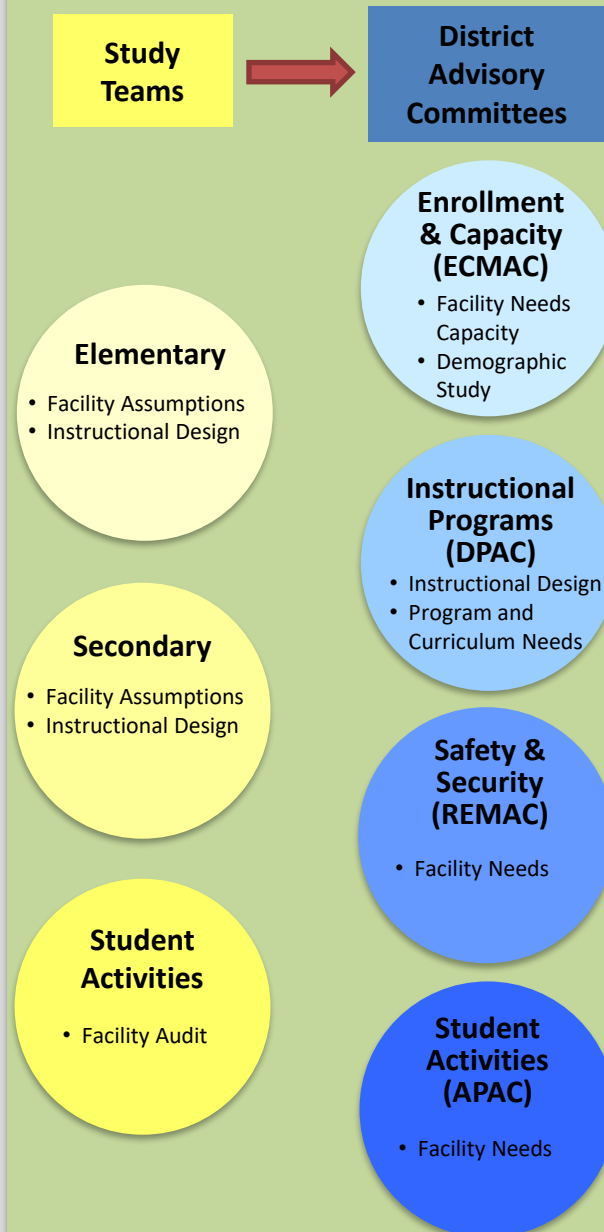 Study
Teams
District
Advisory
Committees
Elementary
• Facility Assumptions
• Instructional Design
Secondary
• Facility Assumptions
• Instructional Design
Student
Activities
• Facility Audit
Enrollment
& Capacity
(ECMAC)
• Facility Needs
Capacity
• Demographic
Study
Instructional
Programs
(DPAC)
• Instructional Design
• Program and
Curriculum Needs
Safety &
Security
(REMAC)
• Facility Needs
Student
Activities
(APAC)
• Facility Needs